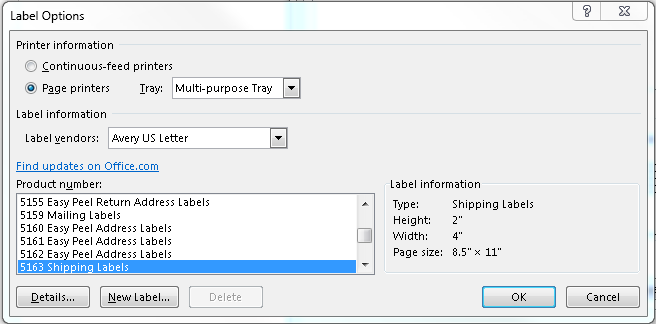 Label Options
Printer information
Continuous-feed printers
Page printers Tray: Multi-purpose Tray
Label information
Label vendors: Avery US Letter
Find updates on Office.com
Product number:
5155 Easy Peel Return Address Labels
5159 Mailing Labels
5160 Easy Peel Address Labels
5161 Easy Peel Address Labels
5162 Easy Peel Address Labels
5163 Shipping Labels
Label information
Type: Shipping Labels
Height: 2"
Width: 4"
Page size: 8.5" × 11"
Details... New Label... Delete OK Cancel